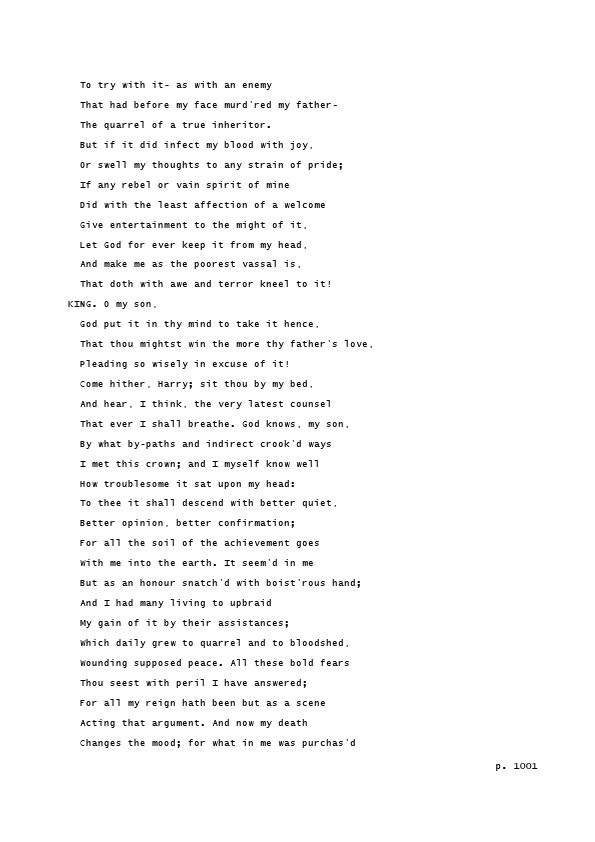 To try with it- as with an enemy
That had before my face murd'red my father-
The quarrel of a true inheritor.
But if it did infect my blood with joy,
Or swell my thoughts to any strain of pride;
If any rebel or vain spirit of mine
Did with the least affection of a welcome
Give entertainment to the might of it,
Let God for ever keep it from my head,
And make me as the poorest vassal is,
That doth with awe and terror kneel to it!
KING. O my son,
God put it in thy mind to take it hence,
That thou mightst win the more thy father's love,
Pleading so wisely in excuse of it!
Come hither, Harry; sit thou by my bed,
And hear, I think, the very latest counsel
That ever I shall breathe. God knows, my son,
By what by-paths and indirect crook'd ways
I met this crown; and I myself know well
How troublesome it sat upon my head:
To thee it shall descend with better quiet,
Better opinion, better confirmation;
For all the soil of the achievement goes
With me into the earth. It seem'd in me
But as an honour snatch'd with boist'rous hand;
And I had many living to upbraid
My gain of it by their assistances;
Which daily grew to quarrel and to bloodshed,
Wounding supposed peace. All these bold fears
Thou seest with peril I have answered;
For all my reign hath been but as a scene
Acting that argument. And now my death
Changes the mood; for what in me was purchas'd
p. 1001